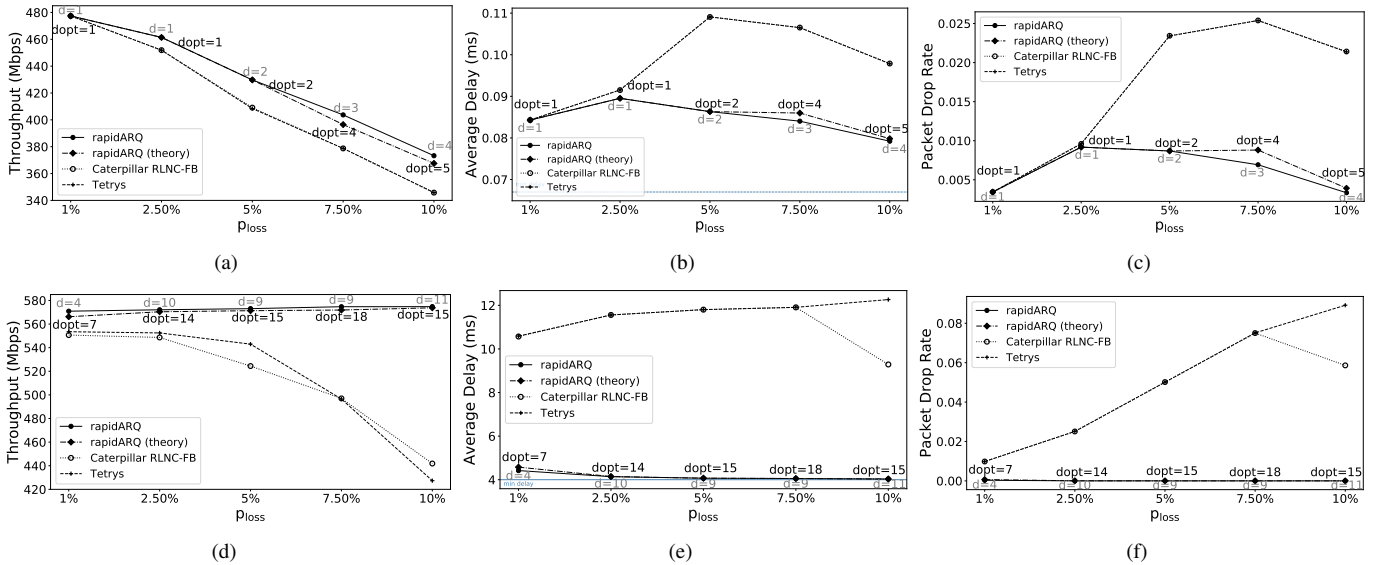 480
460
440
420
400
380
360
340
Throughput (Mbps)
d=1
dopt=1
d=1
dopt=1
d=2
dopt=2
d=3
dopt=4
d=4
dopt=5
rapidARQ
rapidARQ (theory)
Caterpillar RLNC-FB
Tetrys
1% 2.50% 5% 7.50% 10%
ploss
(a)
0.11
0.10
0.09
0.08
0.07
Average Delay (ms)
dopt=1
d=1
dopt=1
d=1
dopt=2
d=2
dopt=4
d=3
dopt=5
d=4
rapidARQ
rapidARQ (theory)
Caterpillar RLNC-FB
Tetrys
1% 2.50% 5% 7.50% 10%
ploss
(b)
0.025
0.020
0.015
0.010
0.005
Packet Drop Rate
rapidARQ
rapidARQ (theory)
Caterpillar RLNC-FB
Tetrys
dopt=1
d=1
dopt=1
d=1
dopt=2
d=2
dopt=4
d=3
dopt=5
d=4
1% 2.50% 5% 7.50% 10%
ploss
(c)
580
560
540
520
500
480
460
440
420
Throughput (Mbps)
d=4 d=10 d=9 d=9 d=11
dopt=7 dopt=14 dopt=15 dopt=18 dopt=15
rapidARQ
rapidARQ (theory)
Caterpillar RLNC-FB
Tetrys
1% 2.50% 5% 7.50% 10%
ploss
(d)
12
10
8
6
4
Average Delay (ms)
rapidARQ
rapidARQ (theory)
Caterpillar RLNC-FB
Tetrys
dopt=7 dopt=14 dopt=15 dopt=18 dopt=15
d=4 d=10 d=9 d=9 d=11
min delay
1% 2.50% 5% 7.50% 10%
ploss
(e)
0.08
0.06
0.04
0.02
0.00
Packet Drop Rate
rapidARQ
rapidARQ (theory)
Caterpillar RLNC-FB
Tetrys
dopt=7 dopt=14 dopt=15 dopt=18 dopt=15
d=4 d=10 d=9 d=9 d=11
1% 2.50% 5% 7.50% 10%
ploss
(f)